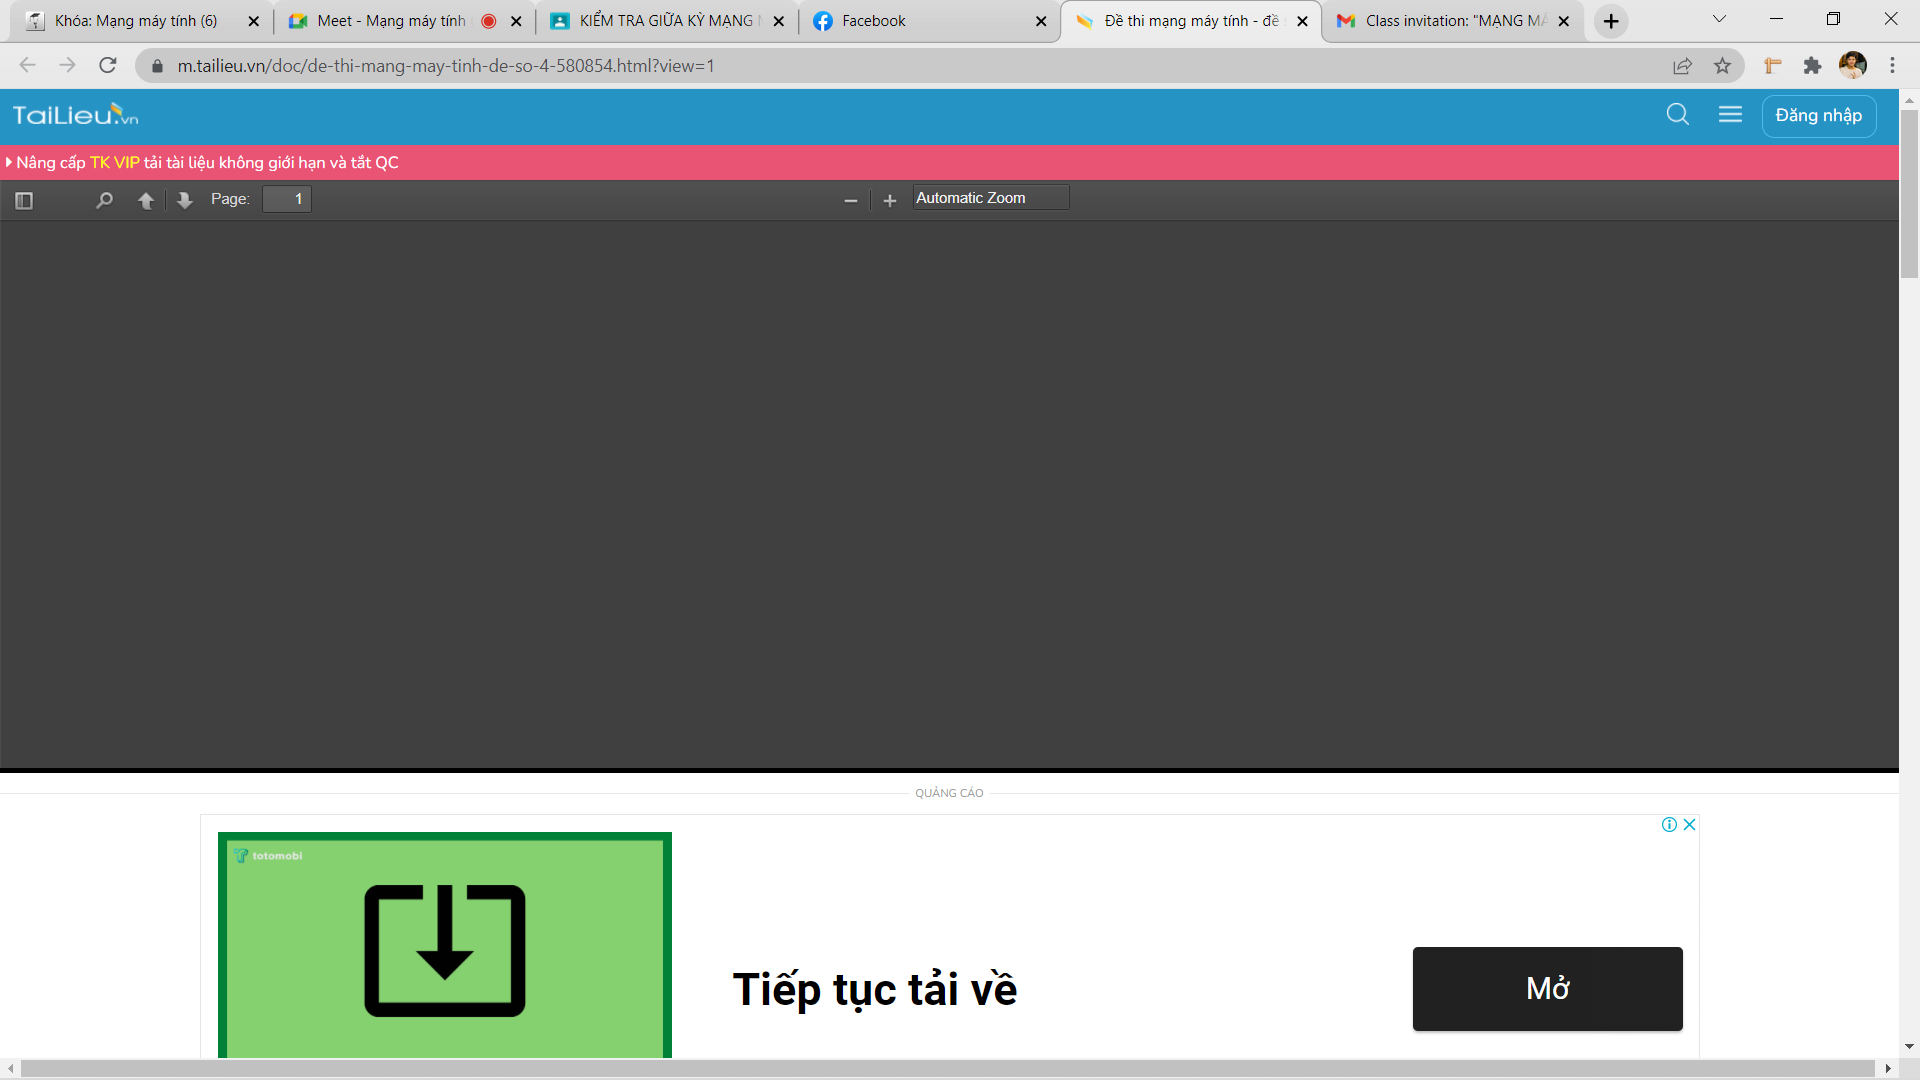 Khóa: Mạng máy tính (6)
Meet - Mạng máy tính
KIỂM TRA GIỮA KỲ MẠNG
Facebook
Đề thi mạng máy tính - đề
Class invitation: "MẠNG MÁ
m.tailieu.vn/doc/de-thi-mang-may-tinh-de-so-4-580854.html?view=1
TaiLieu.vn
Đăng nhập
Nâng cấp TK VIP tải tài liệu không giới hạn và tắt QC
Page: 1
Automatic Zoom
QUẢNG CÁO
totomobi
Tiếp tục tải về
Mở